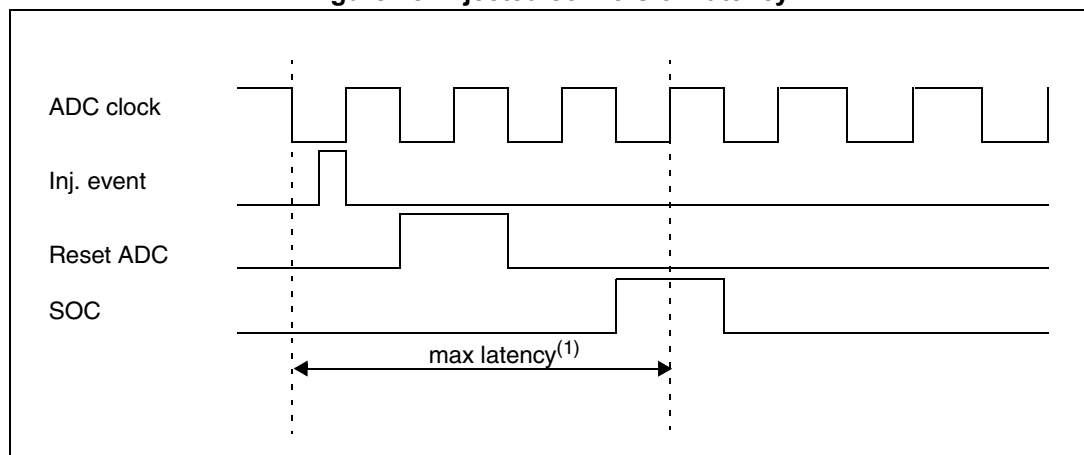 ADC clock
Inj. event
Reset ADC
SOC
max latency(1)